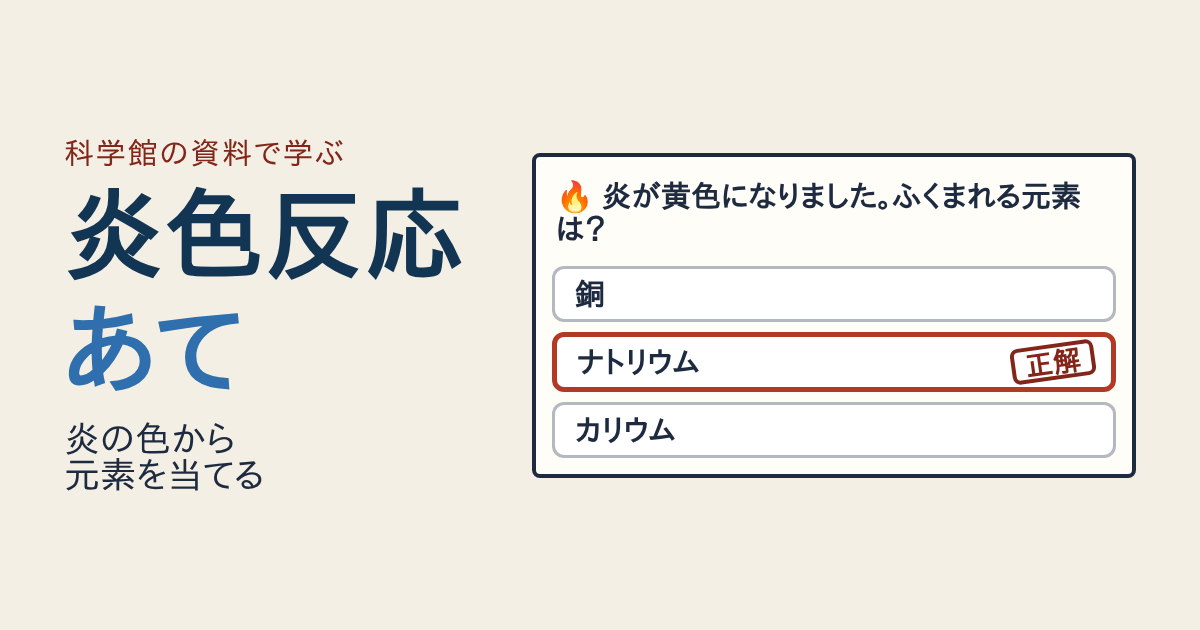 科学館の資料で学ぶ
炎色反応
あて
炎の色から
元素を当てる
🔥 炎が黄色になりました。ふくまれる元素
は?
銅
ナトリウム
正解
カリウム